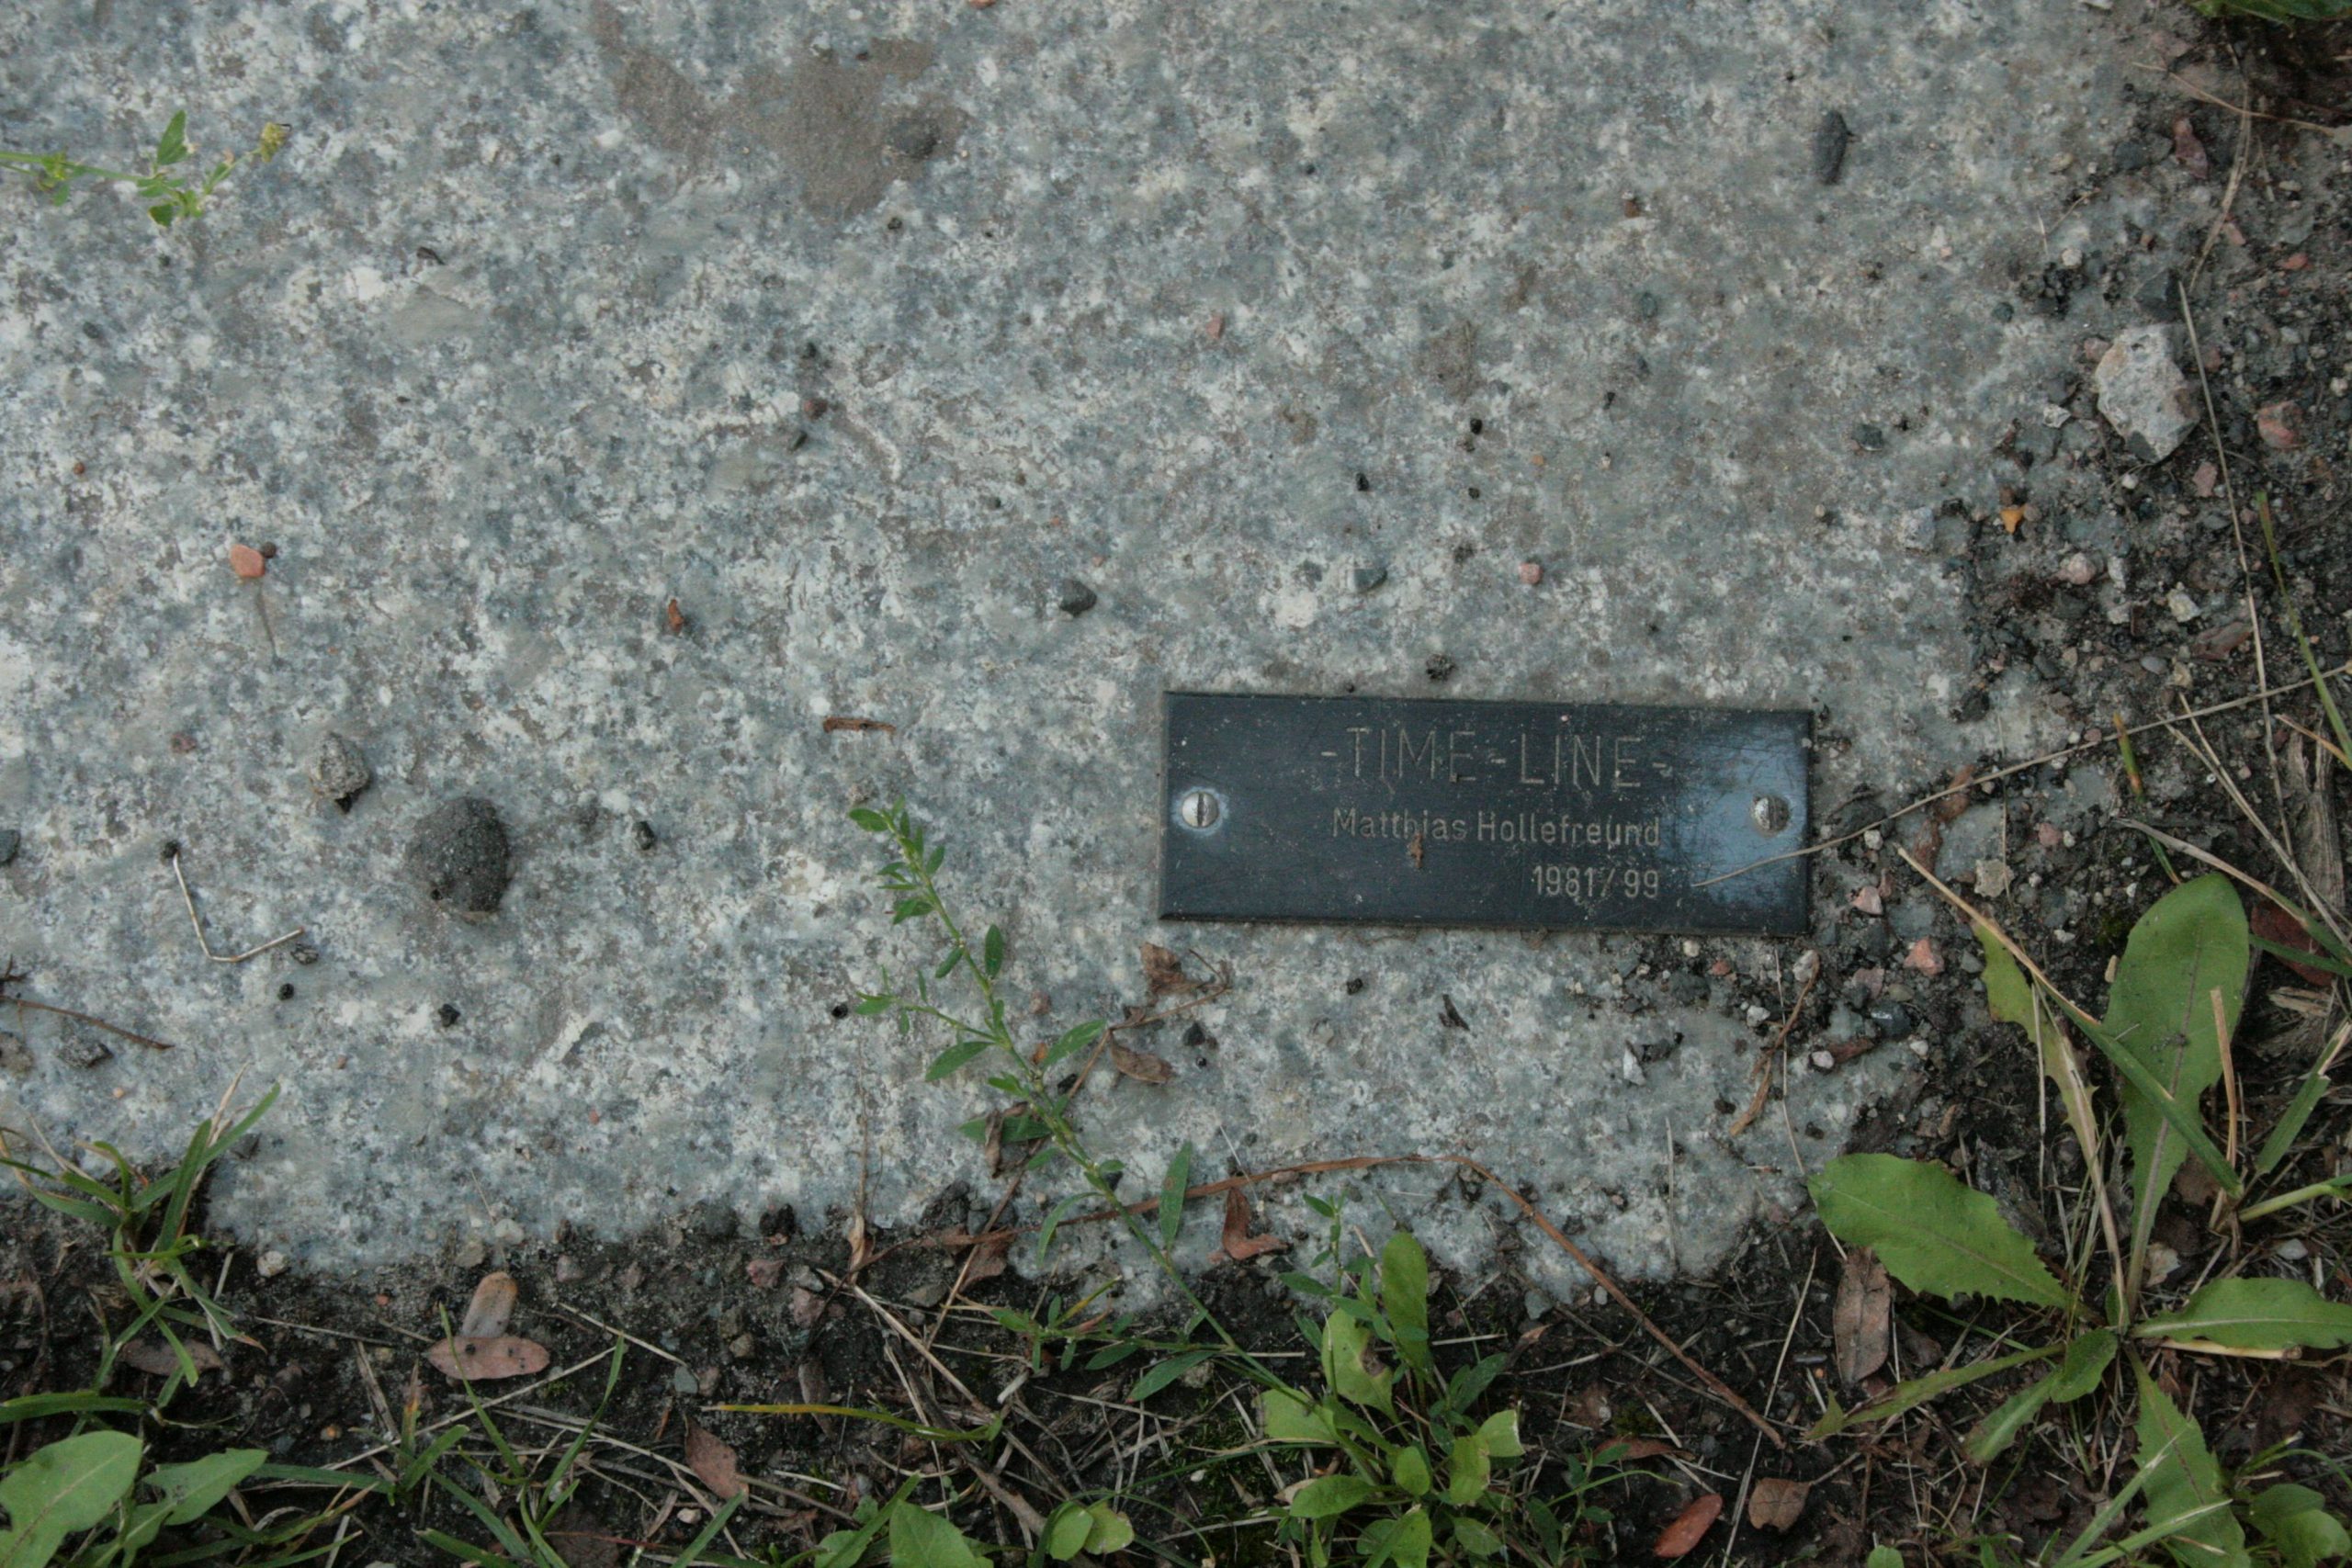 -TIME-LINE-
Matthias Hollefreund
1981/99